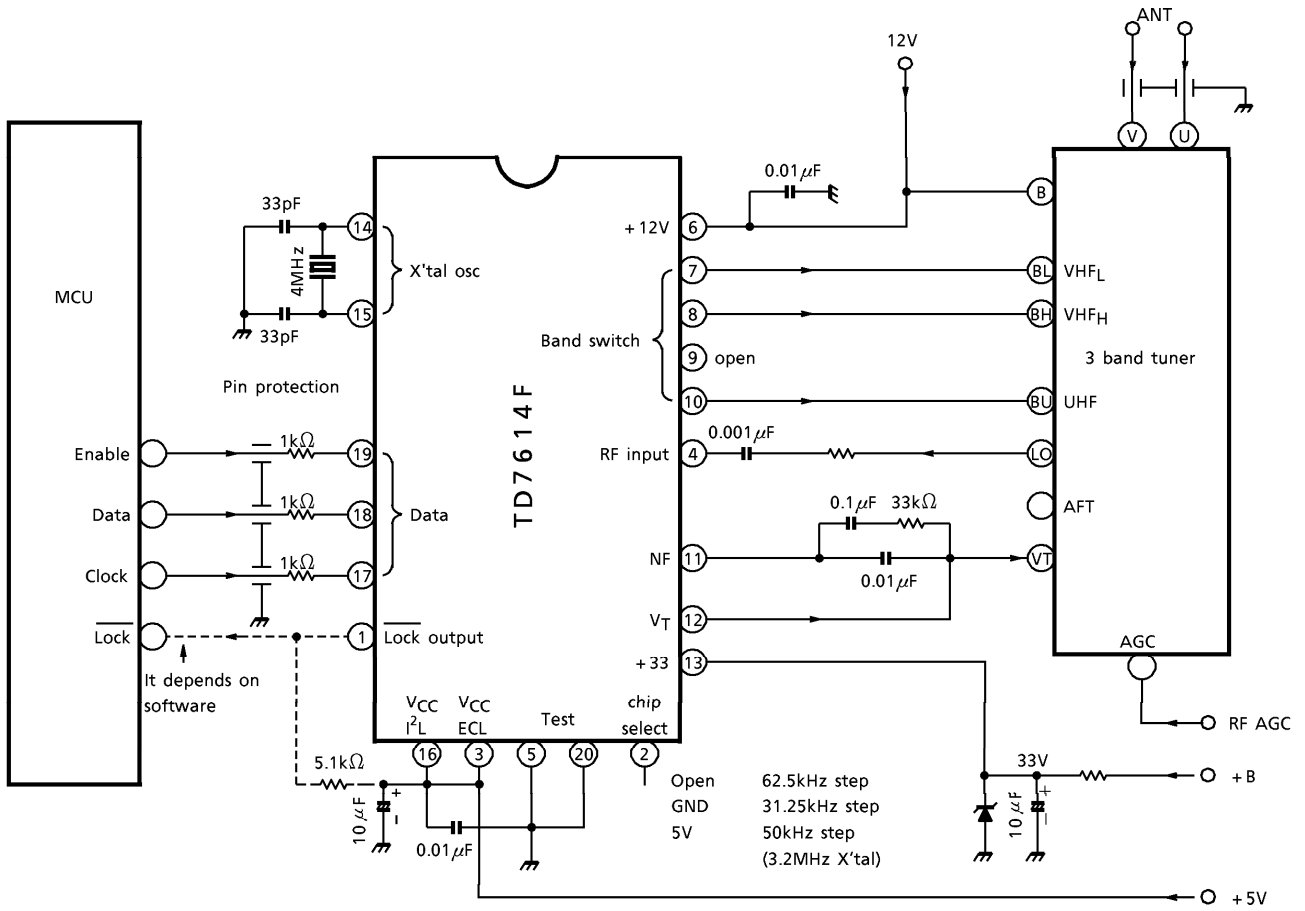 ANT
12V
V U
MCU
0.01μF
33pF
14
4MHz
X'tal osc
15
33pF
+12V 6
B
7
BL VHFL
8
BH VHFH
Band switch
9 open
3 band tuner
10
BU UHF
Pin protection
TD7614F
0.001μF
RF input 4
LO
Enable
1kΩ
19
Data
1kΩ
18
Data
Clock
1kΩ
17
0.1μF 33kΩ
AFT
NF 11
0.01μF
VT
VT 12
Lock
1 Lock output
It depends on
software
+33 13
AGC
RF AGC
VCC
I2L
VCC
ECL
Test
chip
select
16 3 5 20 2
5.1kΩ
10μF
+
-
0.01μF
Open 62.5kHz step
GND 31.25kHz step
5V 50kHz step
(3.2MHz X'tal)
33V
+B
10μF
+
-
+5V